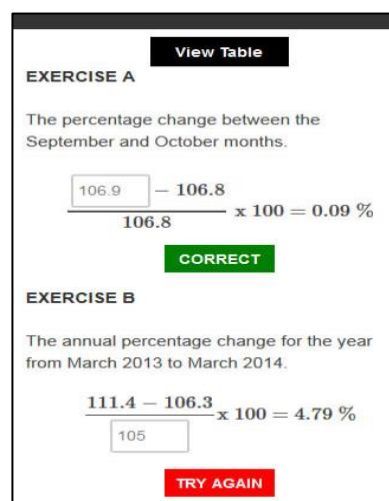 View Table
EXERCISE A
The percentage change between the
September and October months.
106.9 − 106.8
106.8
x 100 = 0.09 %
CORRECT
EXERCISE B
The annual percentage change for the year
from March 2013 to March 2014.
111.4 − 106.3
105
x 100 = 4.79 %
TRY AGAIN